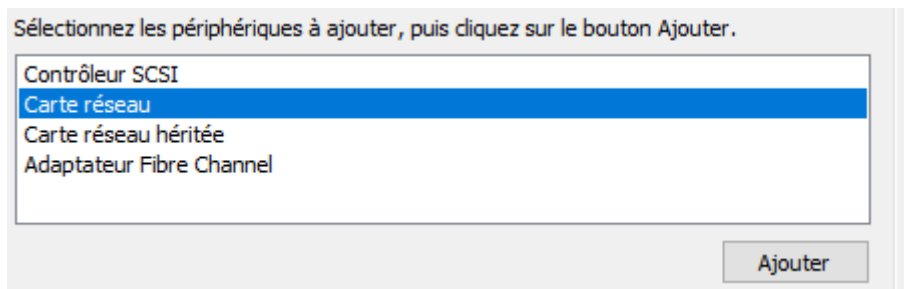 Sélectionnez les périphériques à ajouter, puis cliquez sur le bouton Ajouter.
Contrôleur SCSI
Carte réseau
Carte réseau héritée
Adaptateur Fibre Channel
Ajouter